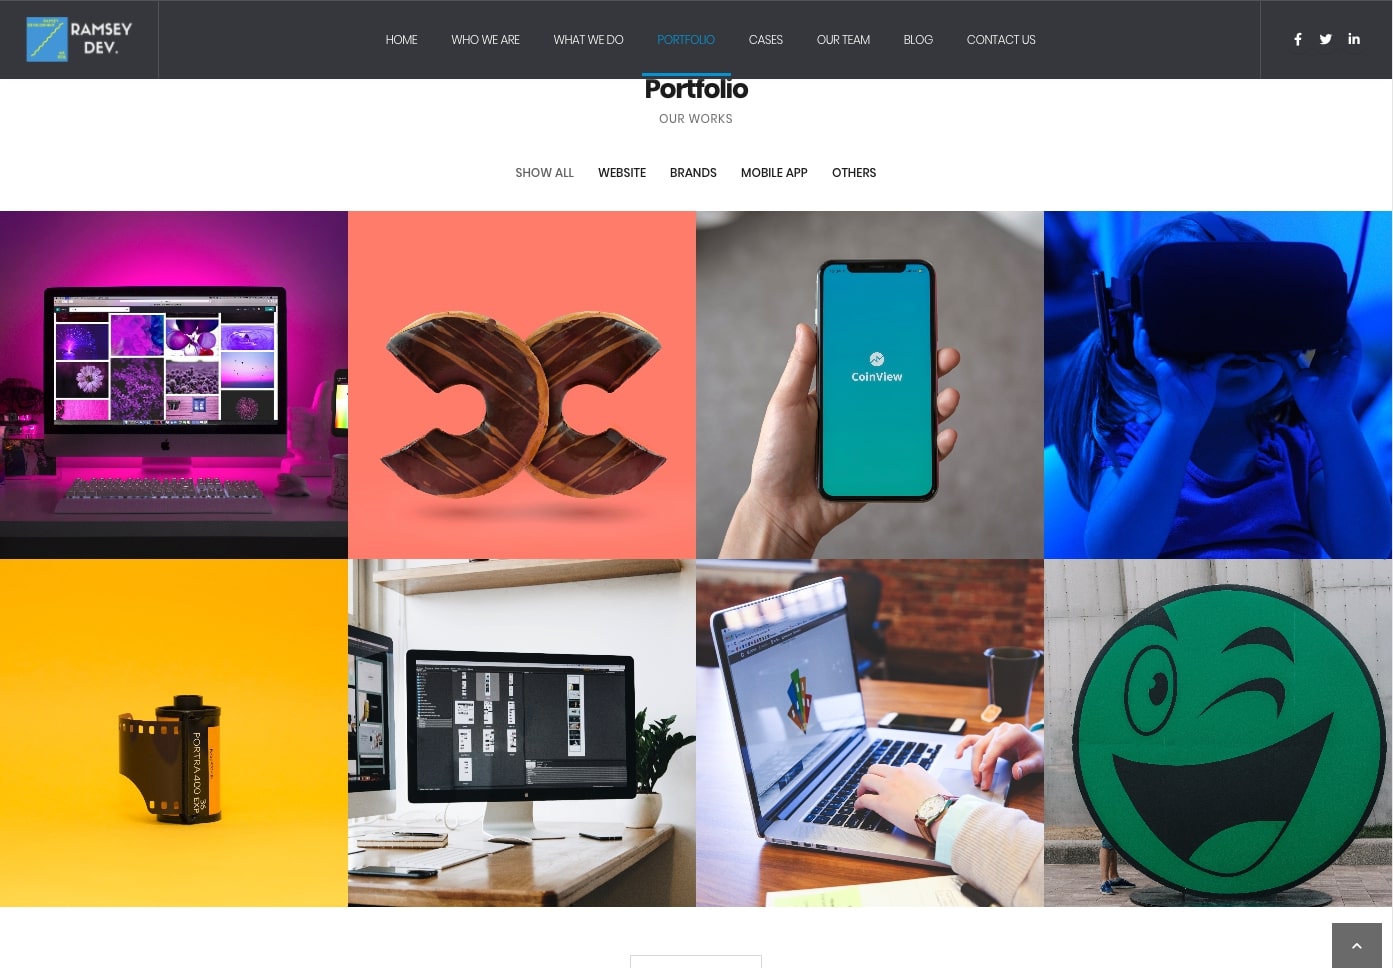 RAMSEY
DEV.
HOME WHO WE ARE WHAT WE DO PORTFOLIO CASES OUR TEAM BLOG CONTACT US
Portfolio
OUR WORKS
SHOW ALL WEBSITE BRANDS MOBILE APP OTHERS
CoinView
PORTRA 400
36 EXP